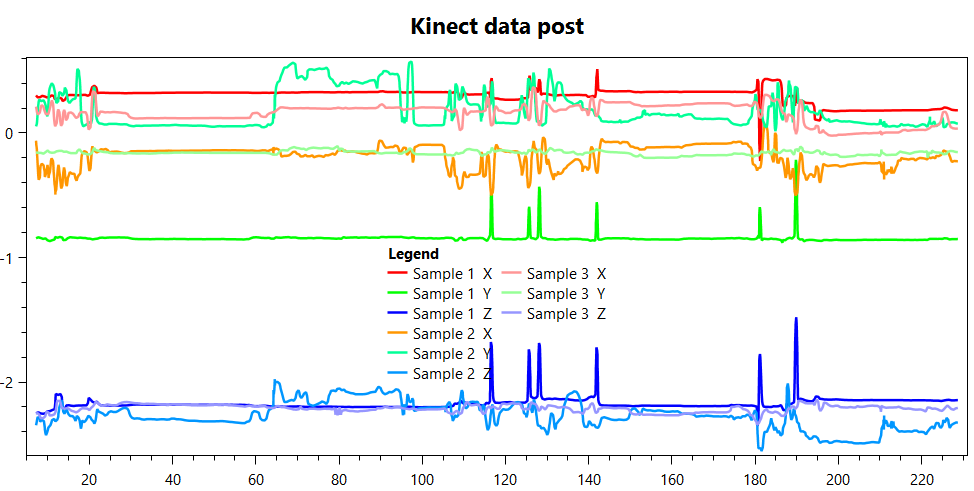 Kinect data post
0
-1
-2
Legend
Sample 1 X Sample 3 X
Sample 1 Y Sample 3 Y
Sample 1 Z Sample 3 Z
Sample 2 X
Sample 2 Y
Sample 2 Z
20 40 60 80 100 120 140 160 180 200 220